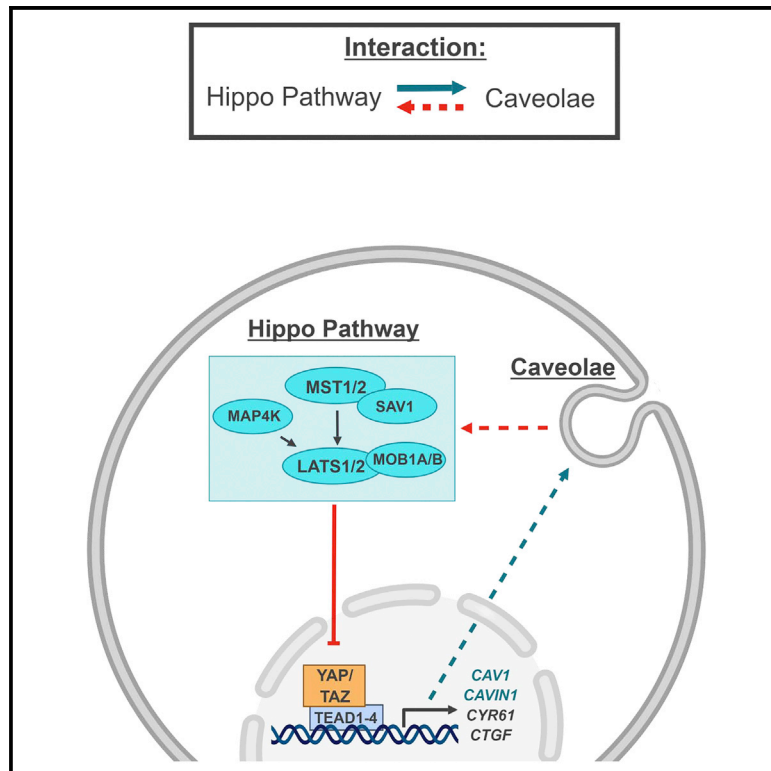 Interaction:
Hippo Pathway Caveolae
Hippo Pathway
Caveolae
MST1/2
SAV1
MAP4K
LATS1/2
MOB1A/B
YAP/
TAZ
TEAD1-4
CAV1
CAVIN1
CYR61
CTGF